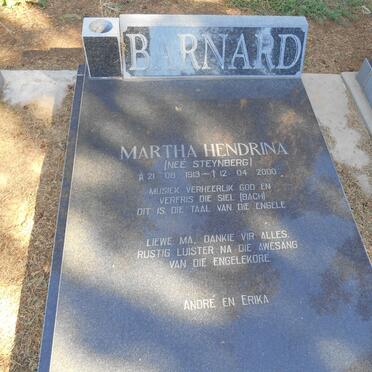 BARNARD
MARTHA HENDRINA
(NEE STEYNBERG)
* 21 · 08 · 1919 – † 12 · 04 · 2000
MUSIEK VERHEERLIK GOD EN
VERFRIS DIE SIEL (BACH)
DIT IS DIE TAAL VAN DIE ENGELE
LIEWE MA, DANKIE VIR ALLES.
RUSTIG LUISTER NA DIE AWESANG
VAN DIE ENGELEKORE.
ANDRÉ EN ERIKA